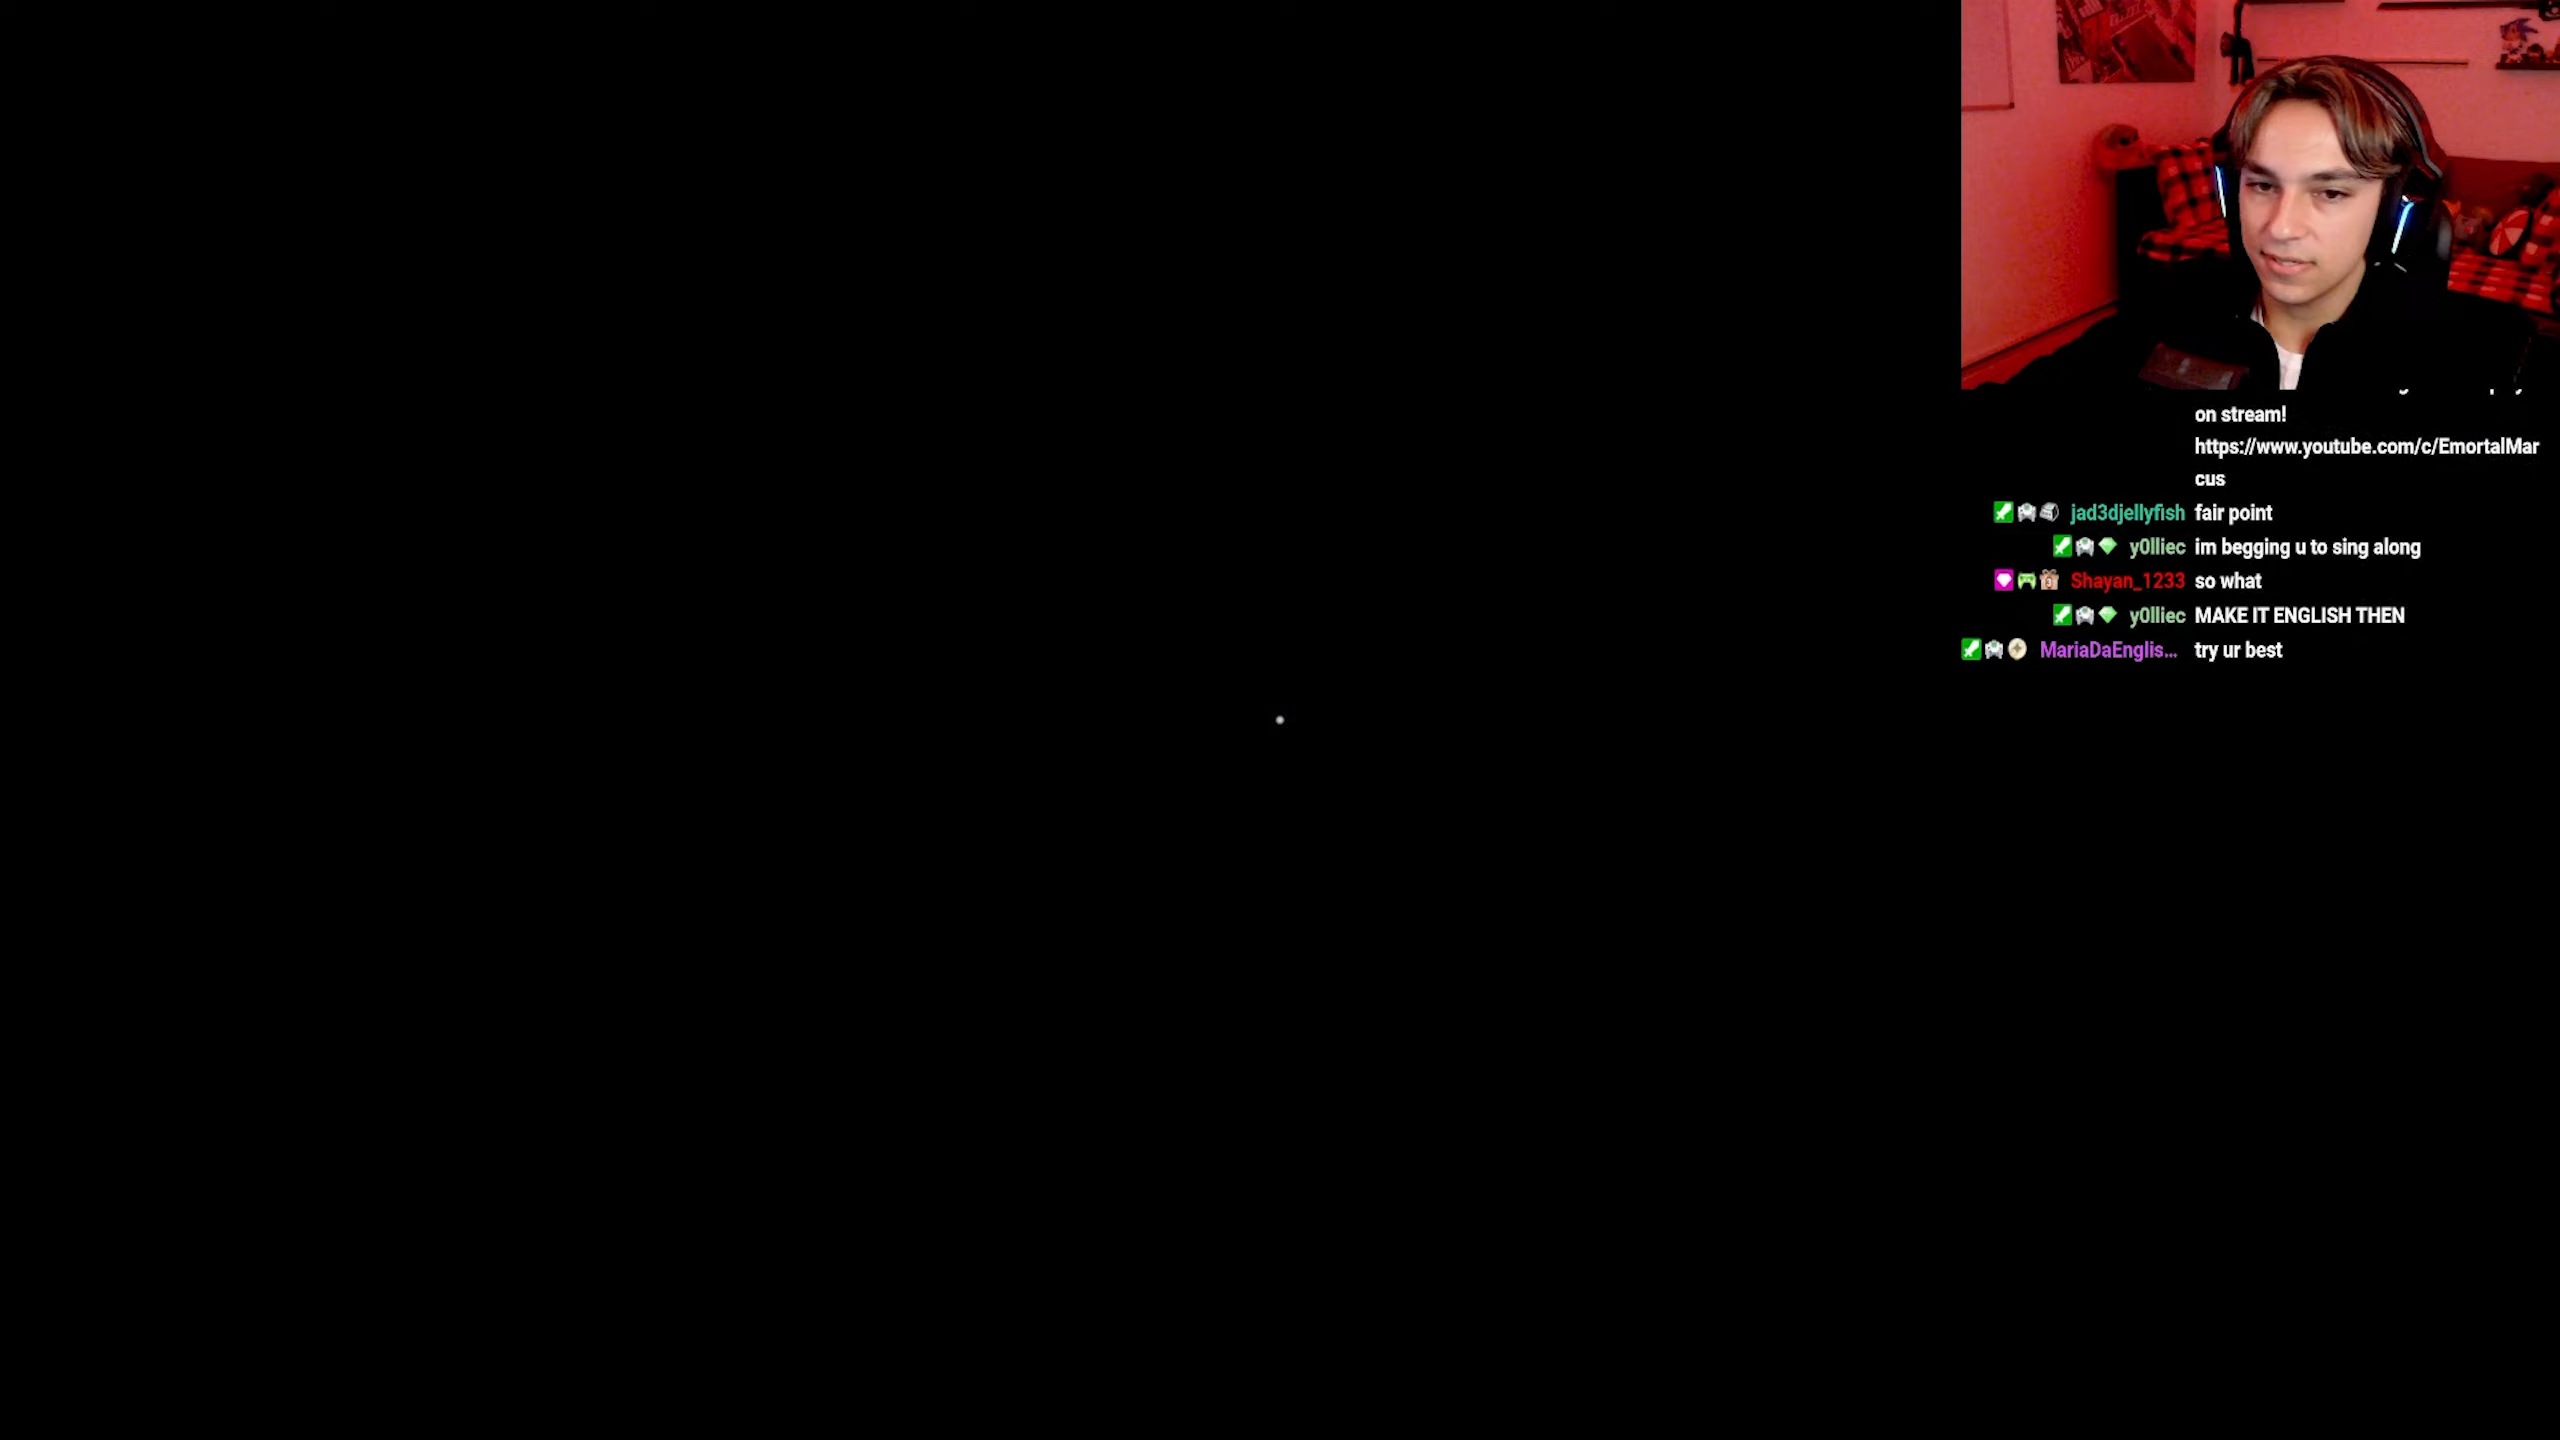 on stream!
https://www.youtube.com/c/EmortalMar
cus
jad3djellyfish fair point
y0lliec im begging u to sing along
Shayan_1233 so what
y0lliec MAKE IT ENGLISH THEN
MariaDaEnglis... try ur best